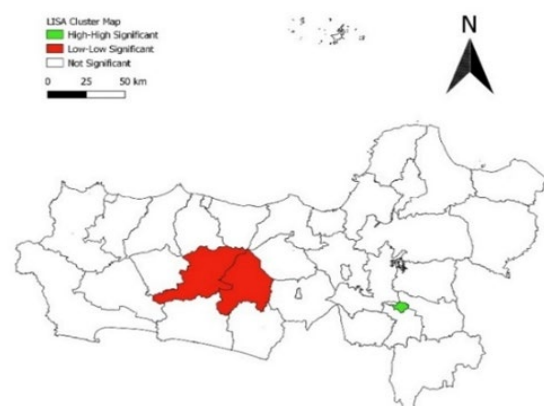 LISA Cluster Map
High-High Significant
Low-Low Significant
Not Significant
0 25 50 km
N